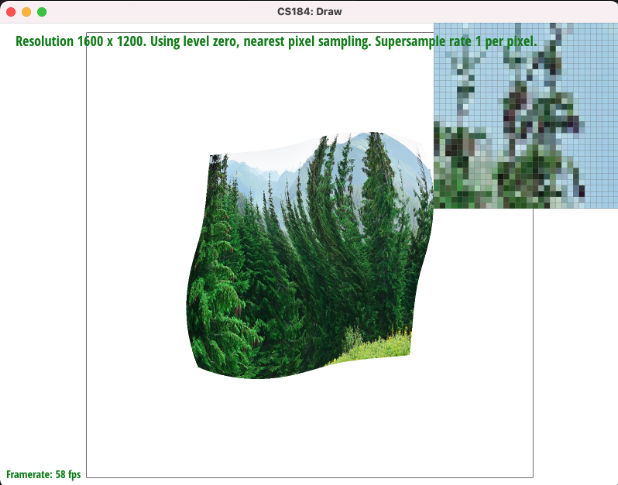 CS184: Draw
Resolution 1600 x 1200. Using level zero, nearest pixel sampling. Supersample rate 1 per pixel.
Framerate: 58 fps